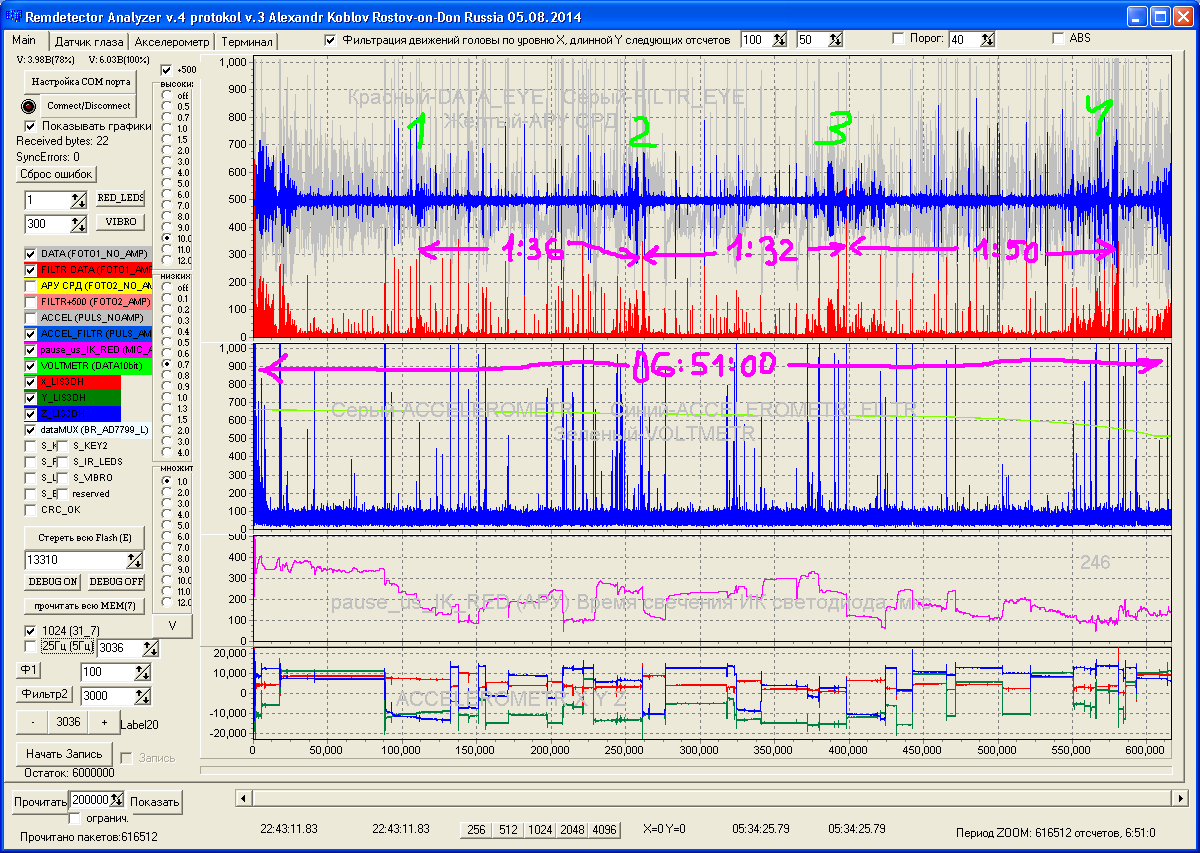 Remdetector Analyzer v.4 protokol v.3 Alexandr Koblov Rostov-on-Don Russia 05.08.2014
Main Датчик глаза Акселерометр Терминал
Фильтрация движений головы по уровню X, длинной Y следующих отсчетов 100 50 Порог: 40 ABS
V: 3.98B(78%) V: 6.03B(100%)
Настройка COM порта
Connect/Disconnect
Показывать графики
Received bytes: 22
SyncErrors: 0
Сброс ошибок
1 RED_LEDS
300 VIBRO
DATA (FOTO1_NO_AMP)
FILTR DATA (FOTO1_AMP
АРУ СРД (FOTO2_NO_AM
FILTR+500 (FOTO2_AMP)
ACCEL (PULS_NOAMP)
ACCEL_FILTR (PULS_AM
pause_us_IK_RED (MIC_A
VOLTMETR (DATA10bit)
X_LIS3DH
Y_LIS3DH
Z_LIS3DH
dataMUX (BR_AD7799_L)
S_K S_KEY2
S_F S_IR_LEDS
S_L S_VIBRO
S_E reserved
CRC_OK
Стереть всю Flash (E)
13310
DEBUG ON DEBUG OFF
прочитать всю MEM(7)
1024 (31_7)
25Гц (5Гц) 3036
Ф1 100
Фильтр2 3000
- 3036 + Label20
Начать Запись Запись
Остаток: 6000000
+500
высоки
off
0.5
0.7
1.0
1.5
2.0
3.0
4.0
5.0
6.0
7.0
8.0
9.0
10.0
11.0
12.0
низких
off
0.1
0.2
0.3
0.4
0.5
0.6
0.7
0.8
0.9
1.0
1.3
1.5
2.0
3.0
4.0
множит
1.0
2.0
3.0
4.0
5.0
6.0
7.0
8.0
9.0
10.0
11.0
12.0
V
1,000
900
800
700
600
500
400
300
200
100
0
Красный-DATA_EYE Серый-FILTR_EYE
Желтый-АРУ СРД
1 2 3 4
1:36 1:32 1:50
1,000
900
800
700
600
500
400
300
200
100
0
06:51:00
Серый-ACCELEROMETR Синий-ACCELEROMETR_FILTR
Зеленый-VOLTMETR
500
400
300
200
100
0
246
pause_us_IK_RED (АРУ) Время свечения ИК светодиода, мкс
20,000
10,000
0
-10,000
-20,000
ACCELEROMETR X Y Z
0 50,000 100,000 150,000 200,000 250,000 300,000 350,000 400,000 450,000 500,000 550,000 600,000
Прочитать 200000 Показать
огранич.
Прочитано пакетов:616512
22:43:11.83 22:43:11.83 256 512 1024 2048 4096 X=0 Y=0 05:34:25.79 05:34:25.79 Период ZOOM: 616512 отсчетов, 6:51:0